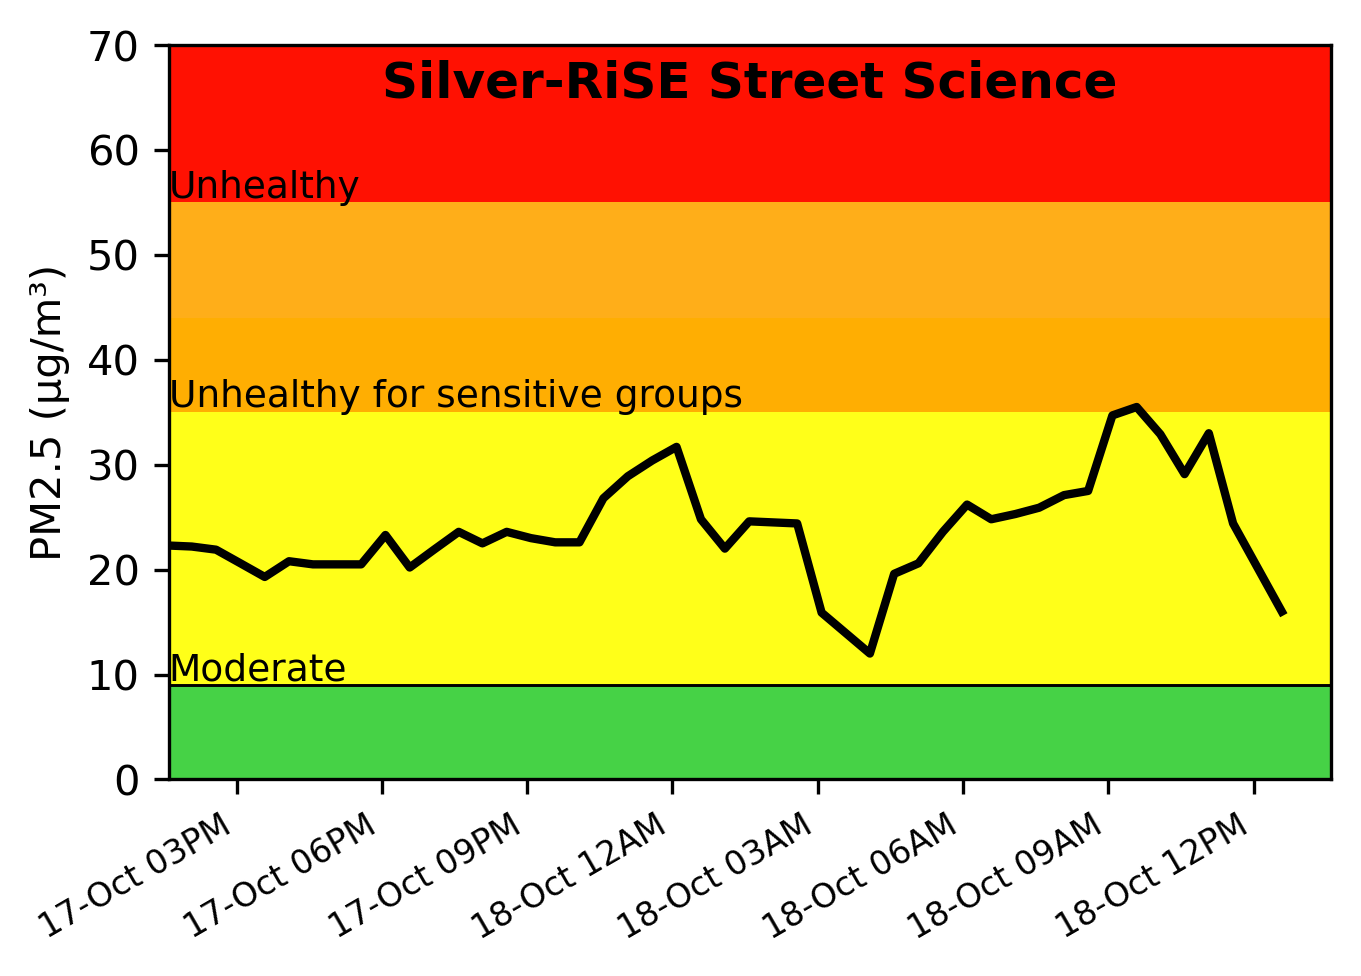 Silver-RiSE Street Science
70
60
50
40
30
20
10
0
PM2.5 (µg/m³)
Unhealthy
Unhealthy for sensitive groups
Moderate
17-Oct 03PM
17-Oct 06PM
17-Oct 09PM
18-Oct 12AM
18-Oct 03AM
18-Oct 06AM
18-Oct 09AM
18-Oct 12PM